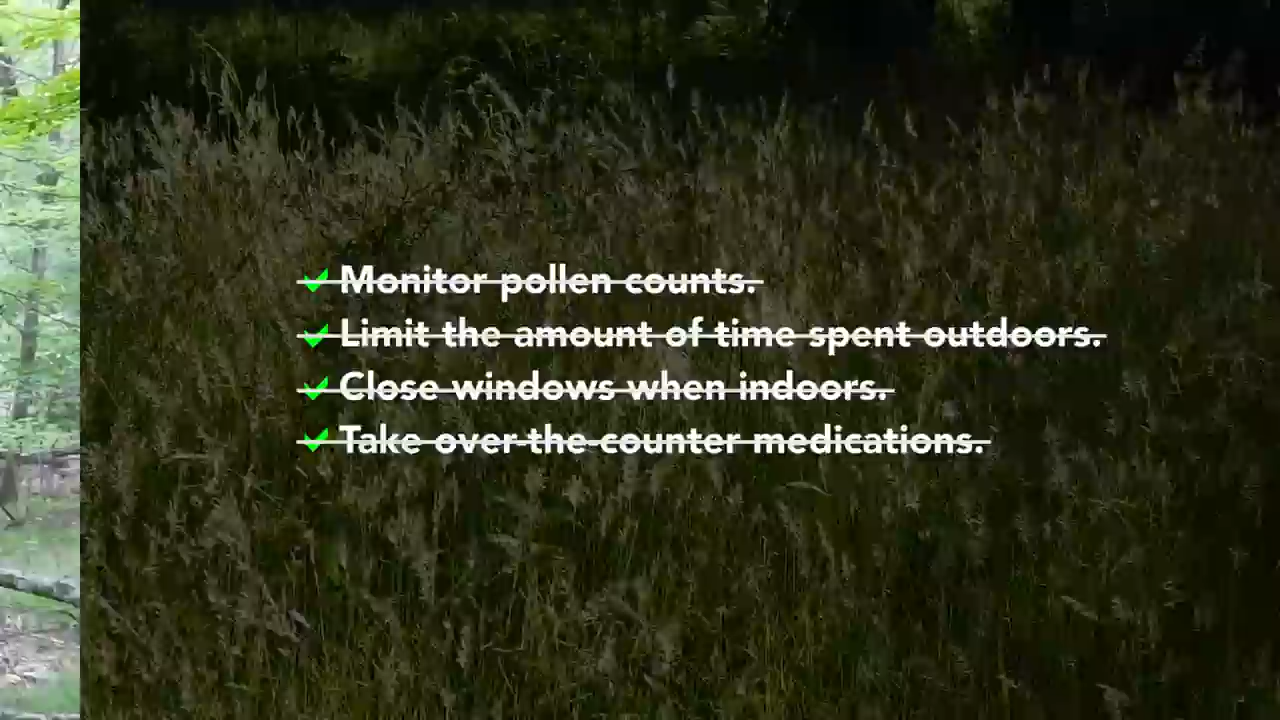 Monitor pollen counts.
Limit the amount of time spent outdoors.
Close windows when indoors.
Take over-the-counter medications.